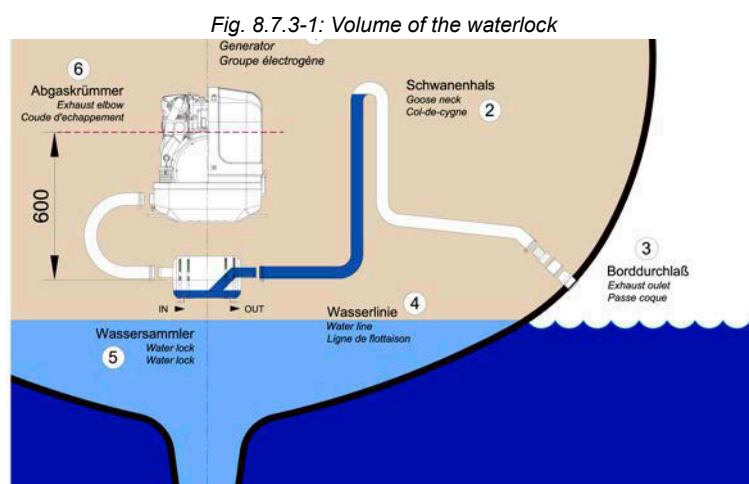 Fig. 8.7.3-1: Volume of the waterlock
Generator
Groupe électrogène
6
Abgaskrümmer
Exhaust elbow
Coude d'echappement
Schwanenhals
Goose neck
Col-de-cygne
2
600
3
Borddurchlaß
Exhaust oulet
Passe coque
IN
OUT
Wasserlinie
4
Water line
Ligne de flottaison
Wassersammler
5
Water lock
Water lock